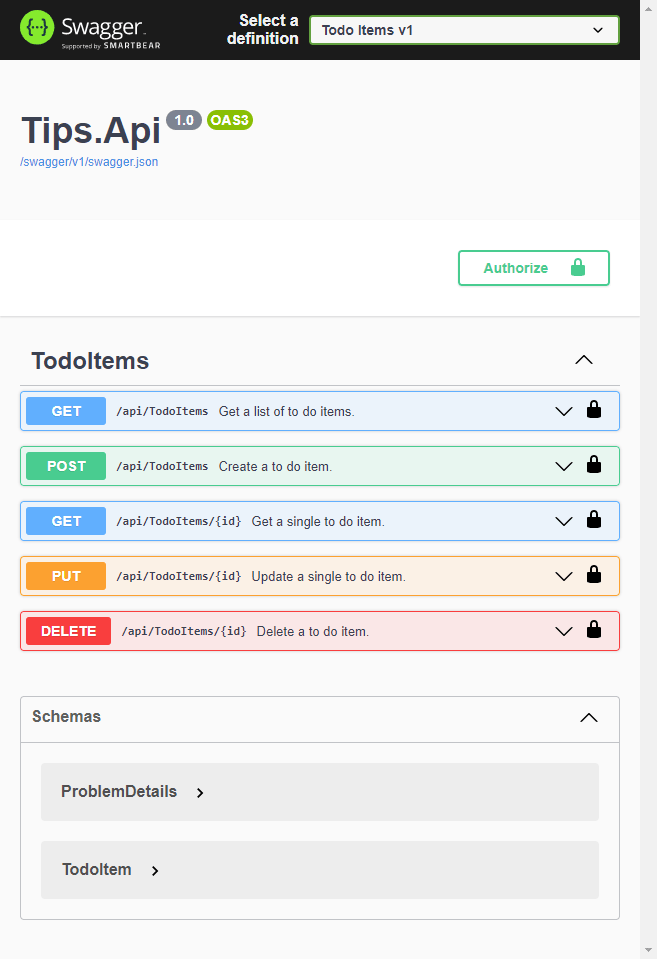 Swagger
Supported by SMARTBEAR
Select a
definition
Todo Items v1
Tips.Api 1.0 OAS3
/swagger/v1/swagger.json
Authorize
TodoItems
GET /api/TodoItems Get a list of to do items.
POST /api/TodoItems Create a to do item.
GET /api/TodoItems/{id} Get a single to do item.
PUT /api/TodoItems/{id} Update a single to do item.
DELETE /api/TodoItems/{id} Delete a to do item.
Schemas
ProblemDetails
TodoItem